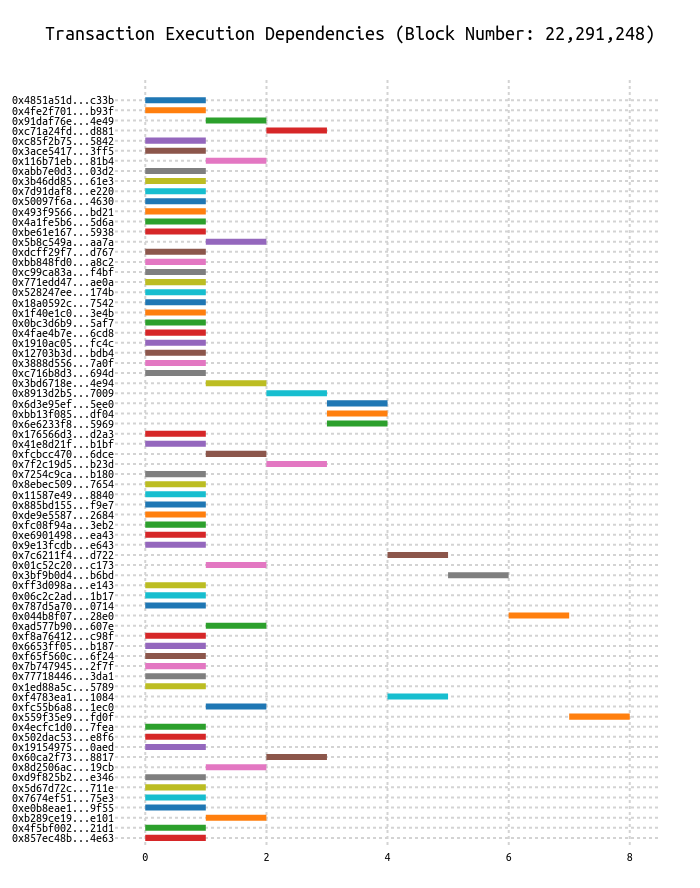 Transaction Execution Dependencies (Block Number: 22,291,248)
0x4851a51d...c33b
0x4fe2f701...b93f
0x91daf76e...4e49
0xc71a24fd...d881
0xc85f2b75...5842
0x3ace5417...3ff5
0x116b71eb...81b4
0xabb7e0d3...03d2
0x3b46dd85...61e3
0x7d91daf8...e220
0x50097f6a...4630
0x493f9566...bd21
0x4a1fe5b6...5d6a
0xbe61e167...5938
0x5b8c549a...aa7a
0xdcff29f7...d767
0xbb848fd0...a8c2
0xc99ca83a...f4bf
0x771edd47...ae0a
0x528247ee...174b
0x18a0592c...7542
0x1f40e1c0...3e4b
0x0bc3d6b9...5af7
0x4fae4b7e...6cd8
0x1910ac05...fc4c
0x12703b3d...bdb4
0x3888d556...7a0f
0xc716b8d3...694d
0x3bd6718e...4e94
0x8913d2b5...7009
0x6d3e95ef...5ee0
0xbb13f085...df04
0x6e6233f8...5969
0x176566d3...d2a3
0x41e8d21f...b1bf
0xfcbcc470...6dce
0x7f2c19d5...b23d
0x7254c9ca...b180
0x8ebec509...7654
0x11587e49...8840
0x885bd155...f9e7
0xde9e5587...2684
0xfc08f94a...3eb2
0xe6901498...ea43
0x9e13fcdb...e643
0x7c6211f4...d722
0x01c52c20...c173
0x3bf9b0d4...b6bd
0xff3d098a...e143
0x06c2c2ad...1b17
0x787d5a70...0714
0x044b8f07...28e0
0xad577b90...607e
0xf8a76412...c98f
0x6653ff05...b187
0xf65f560c...6f24
0x7b747945...2f7f
0x77718446...3da1
0x1ed88a5c...5789
0xf4783ea1...1084
0xfc55b6a8...1ec0
0x559f35e9...fd0f
0x4ecfc1d0...7fea
0x502dac53...e8f6
0x19154975...0aed
0x60ca2f73...8817
0x8d2506ac...19cb
0xd9f825b2...e346
0x5d67d72c...711e
0x7674ef51...75e3
0xe0b8eae1...9f55
0xb289ce19...e101
0x4f5bf002...21d1
0x857ec48b...4e63
0 2 4 6 8